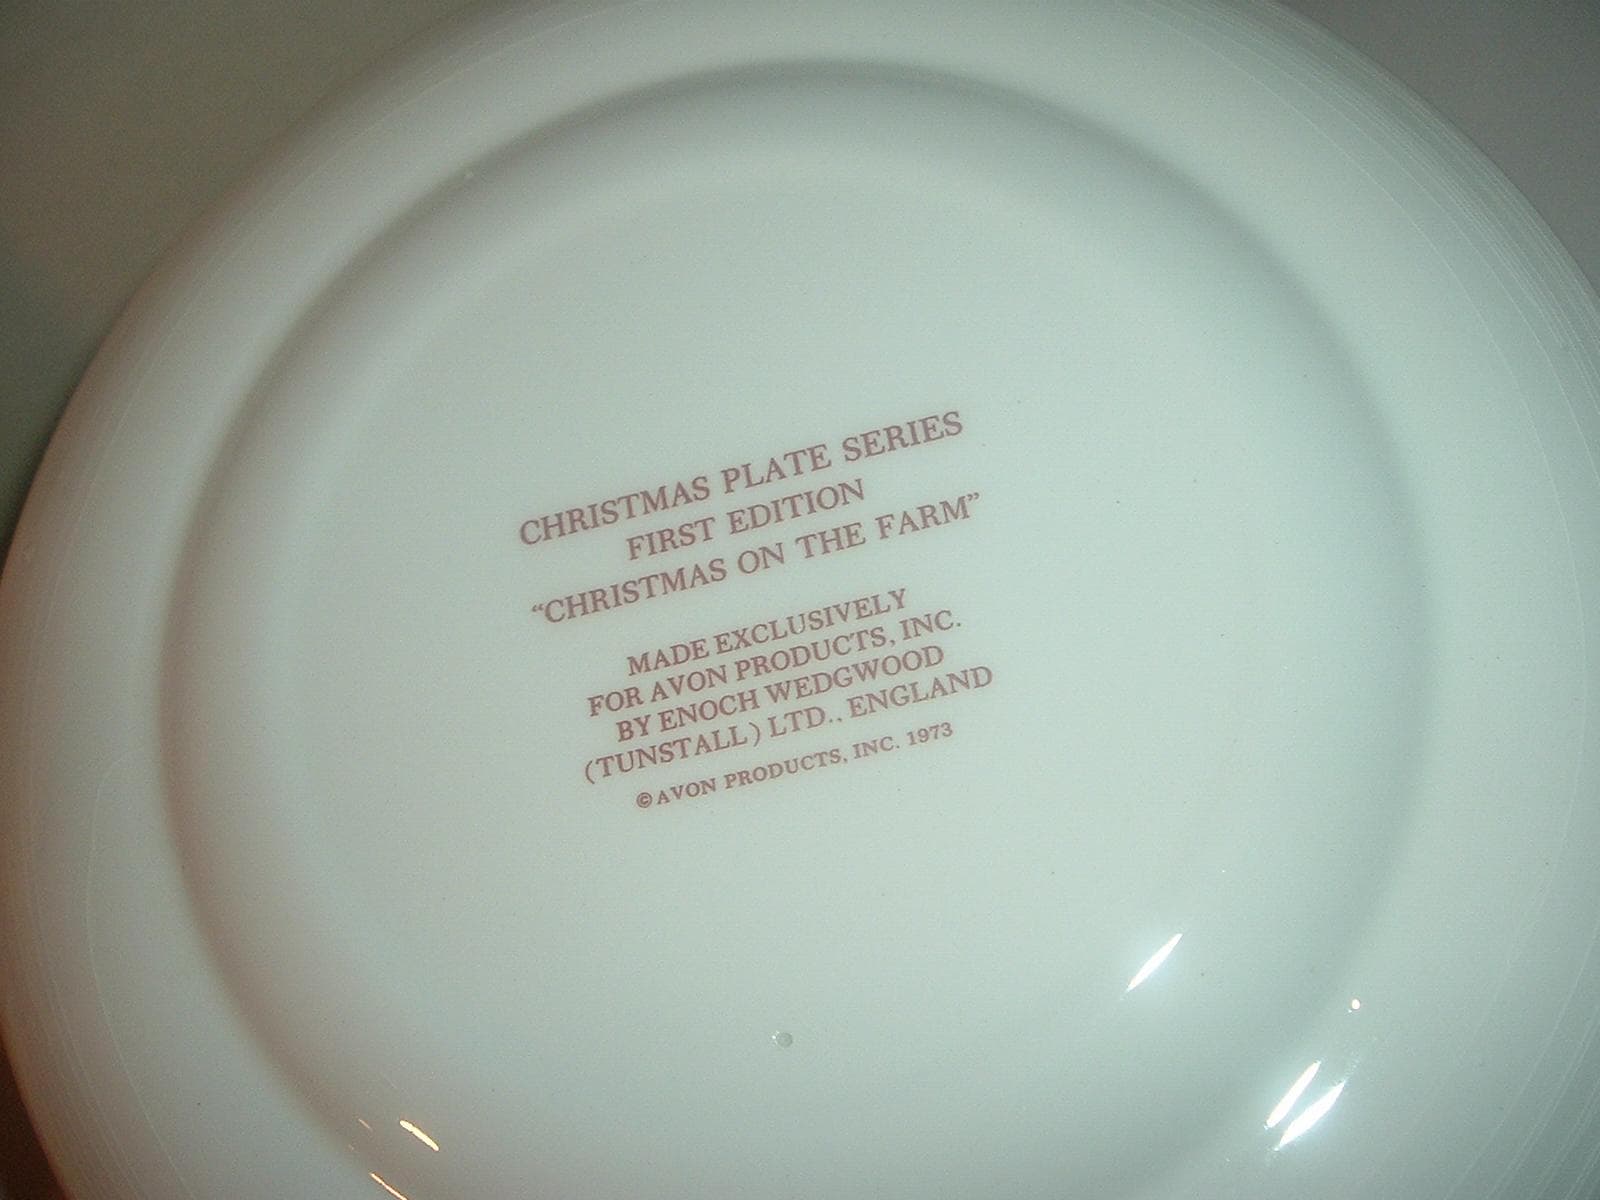 CHRISTMAS PLATE SERIES
FIRST EDITION
“CHRISTMAS ON THE FARM”
MADE EXCLUSIVELY
FOR AVON PRODUCTS, INC.
BY ENOCH WEDGWOOD
(TUNSTALL) LTD., ENGLAND
© AVON PRODUCTS, INC. 1973